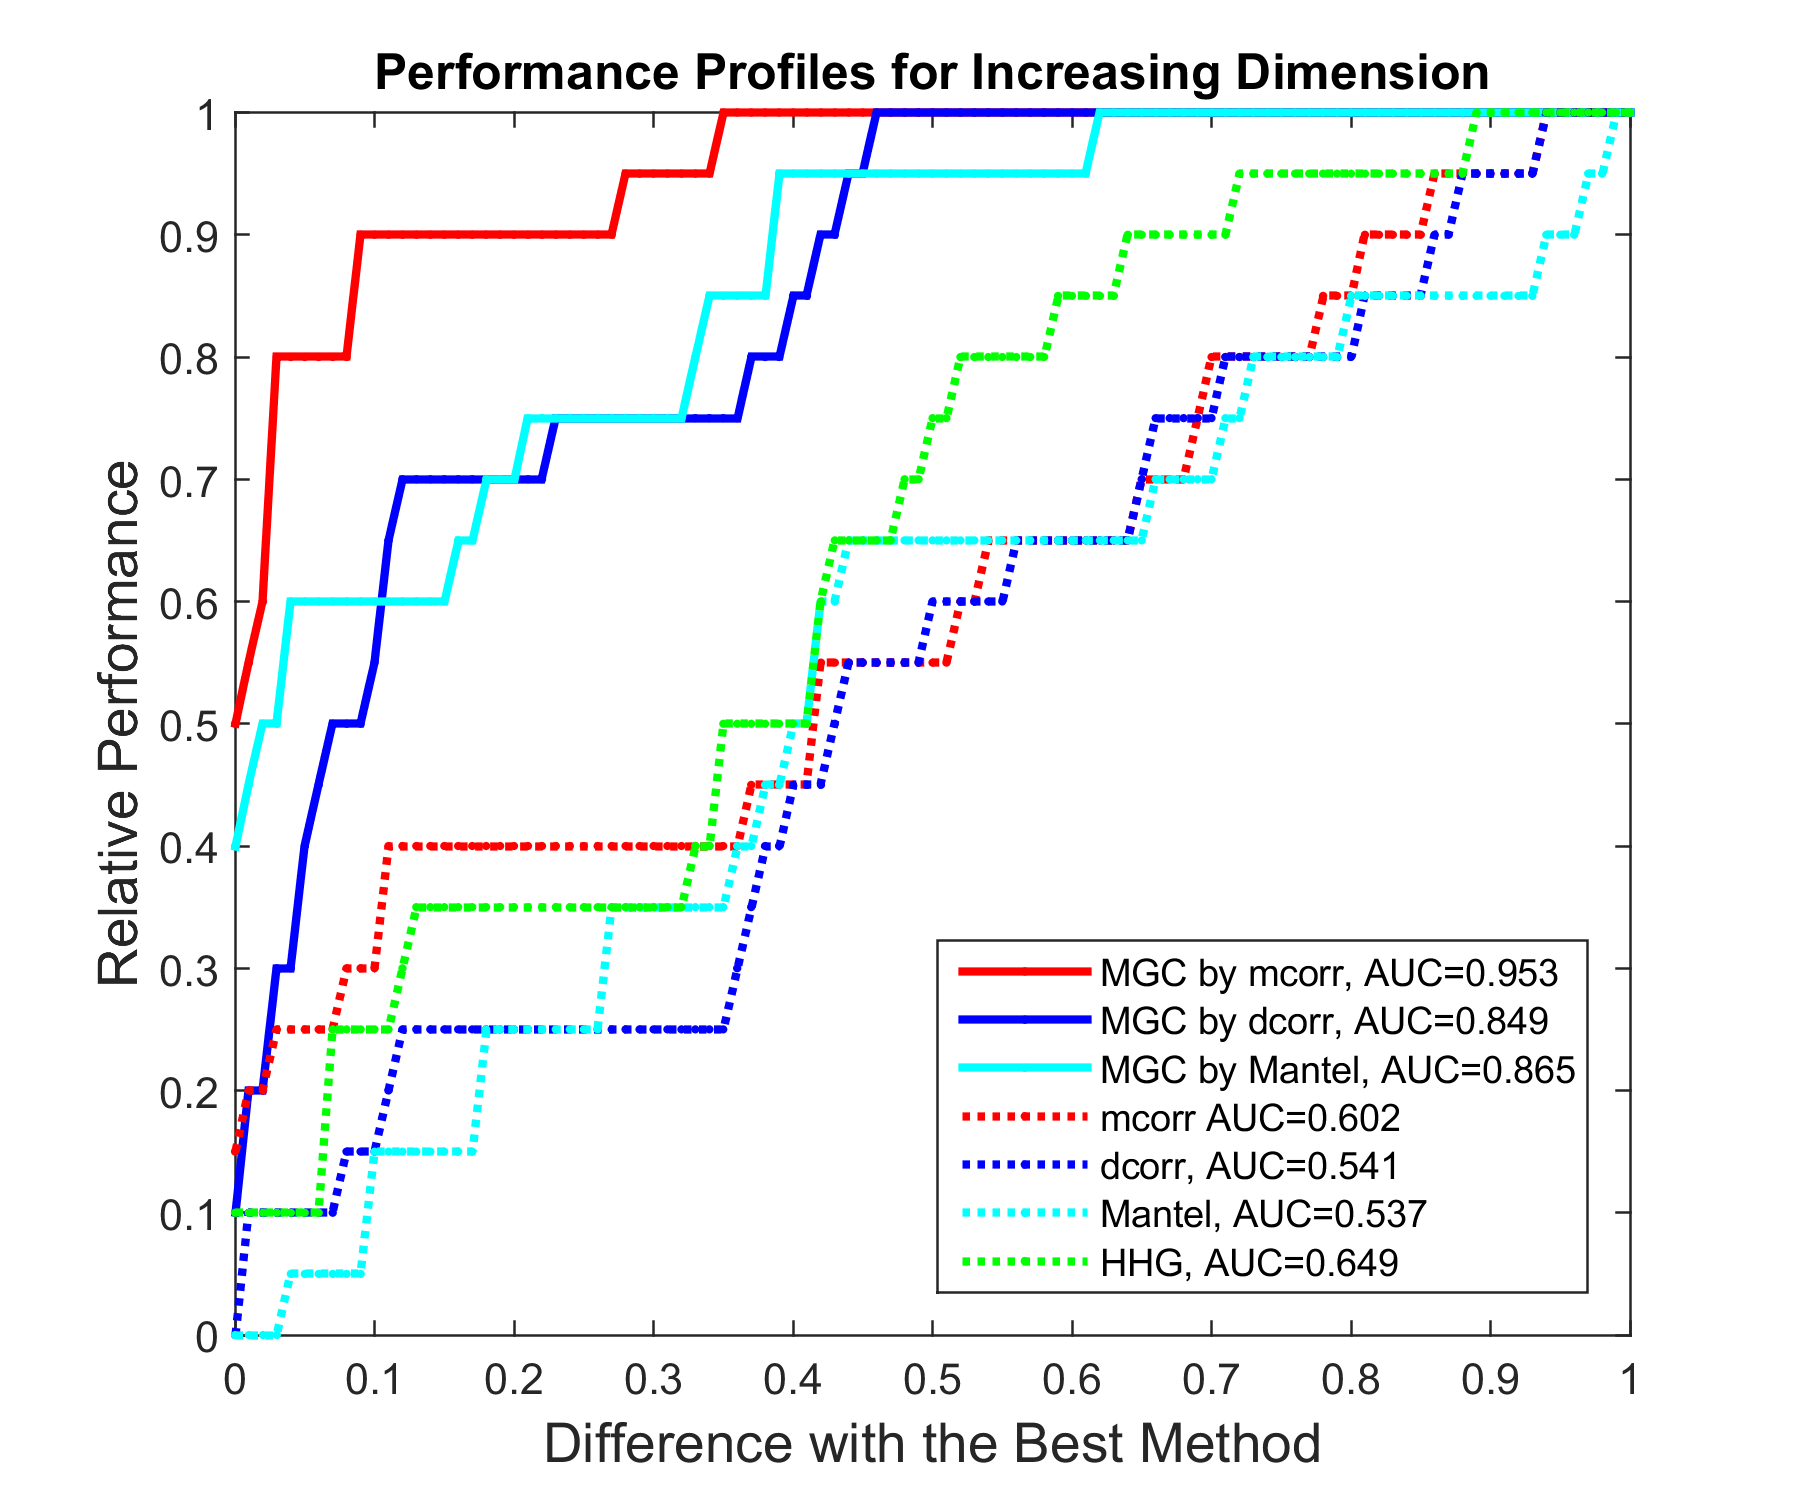 Performance Profiles for Increasing Dimension
1
0.9
0.8
0.7
0.6
0.5
0.4
0.3
0.2
0.1
0
Relative Performance
MGC by mcorr, AUC=0.953
MGC by dcorr, AUC=0.849
MGC by Mantel, AUC=0.865
mcorr AUC=0.602
dcorr, AUC=0.541
Mantel, AUC=0.537
HHG, AUC=0.649
0 0.1 0.2 0.3 0.4 0.5 0.6 0.7 0.8 0.9 1
Difference with the Best Method